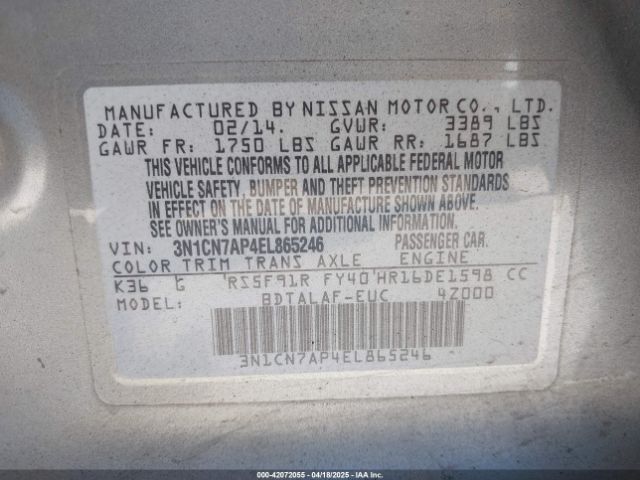 MANUFACTURED BY NISSAN MOTOR CO., LTD.
DATE: 02/14. GVWR: 3389 LBS
GAWR FR: 1750 LBS GAWR RR: 1687 LBS
THIS VEHICLE CONFORMS TO ALL APPLICABLE FEDERAL MOTOR
VEHICLE SAFETY, BUMPER AND THEFT PREVENTION STANDARDS
IN EFFECT ON THE DATE OF MANUFACTURE SHOWN ABOVE.
SEE OWNER'S MANUAL FOR ADDITIONAL INFORMATION.
VIN: 3N1CN7AP4EL865246 PASSENGER CAR.
COLOR TRIM TRANS AXLE ENGINE
K36 G RS5F91R FY40 HR16DE1598 CC
MODEL: BDTALAF-EUC 4Z000
3N1CN7AP4EL865246
000-42072055 - 04/18/2025 - IAA Inc.